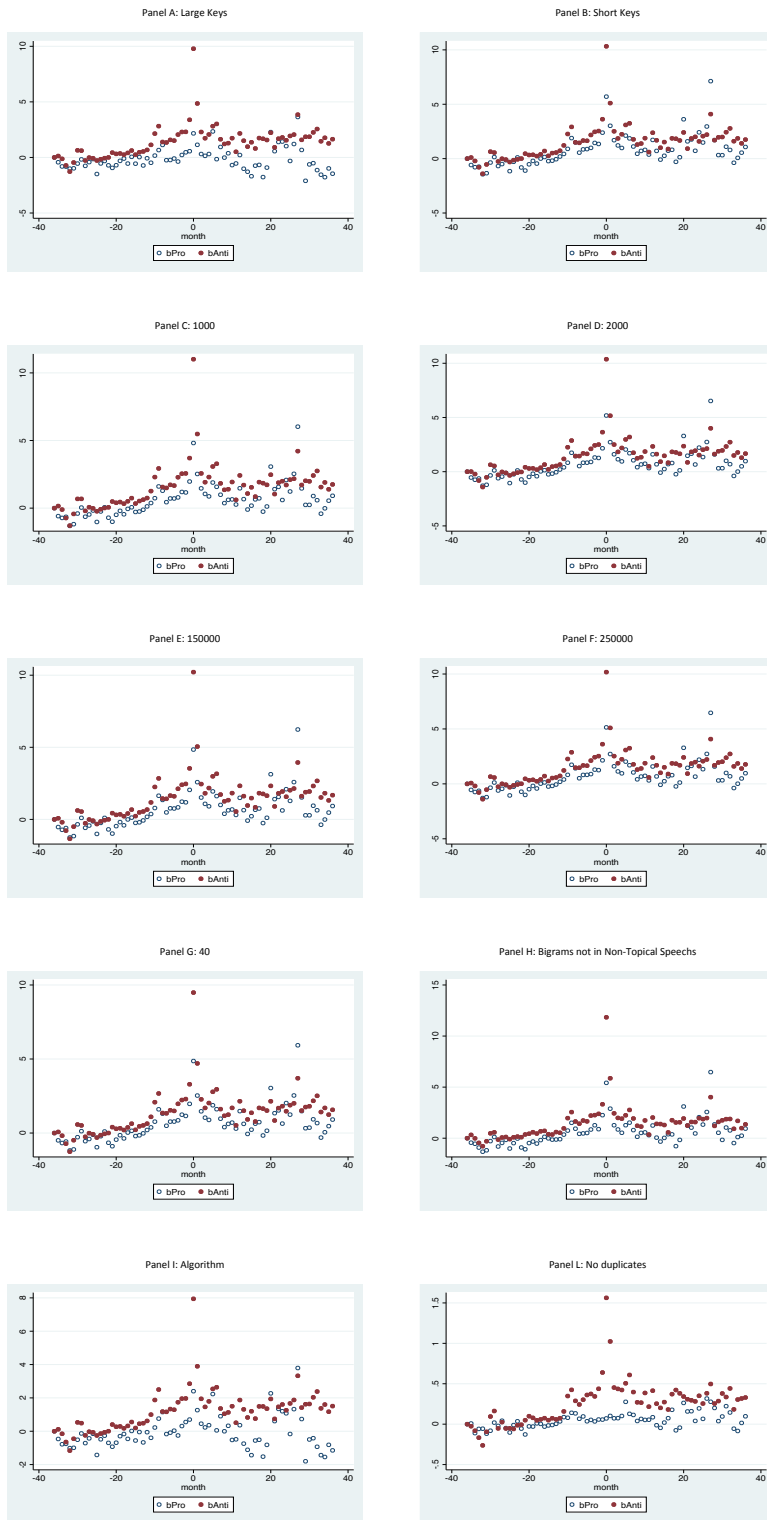 Panel A: Large Keys
10
5
0
-5
-40 -20 0 20 40
month
bPro bAnti
Panel B: Short Keys
10
5
0
-5
-40 -20 0 20 40
month
bPro bAnti
Panel C: 1000
10
5
0
-40 -20 0 20 40
month
bPro bAnti
Panel D: 2000
10
5
0
-5
-40 -20 0 20 40
month
bPro bAnti
Panel E: 150000
10
5
0
-40 -20 0 20 40
month
bPro bAnti
Panel F: 250000
10
5
0
-5
-40 -20 0 20 40
month
bPro bAnti
Panel G: 40
10
5
0
-40 -20 0 20 40
month
bPro bAnti
Panel H: Bigrams not in Non-Topical Speechs
15
10
5
0
-40 -20 0 20 40
month
bPro bAnti
Panel I: Algorithm
8
6
4
2
0
-2
-40 -20 0 20 40
month
bPro bAnti
Panel L: No duplicates
1.5
1
.5
0
-.5
-40 -20 0 20 40
month
bPro bAnti